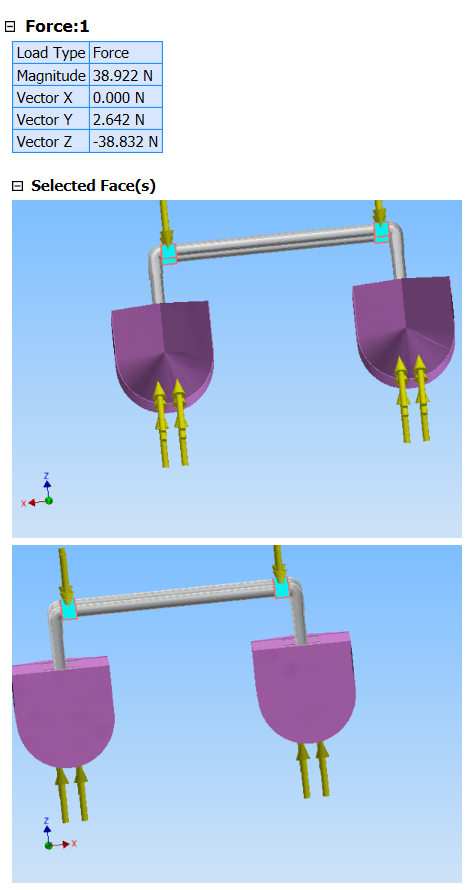 Force:1
Load Type Force
Magnitude 38.922 N
Vector X 0.000 N
Vector Y 2.642 N
Vector Z -38.832 N
Selected Face(s)
Z
X
Z
X